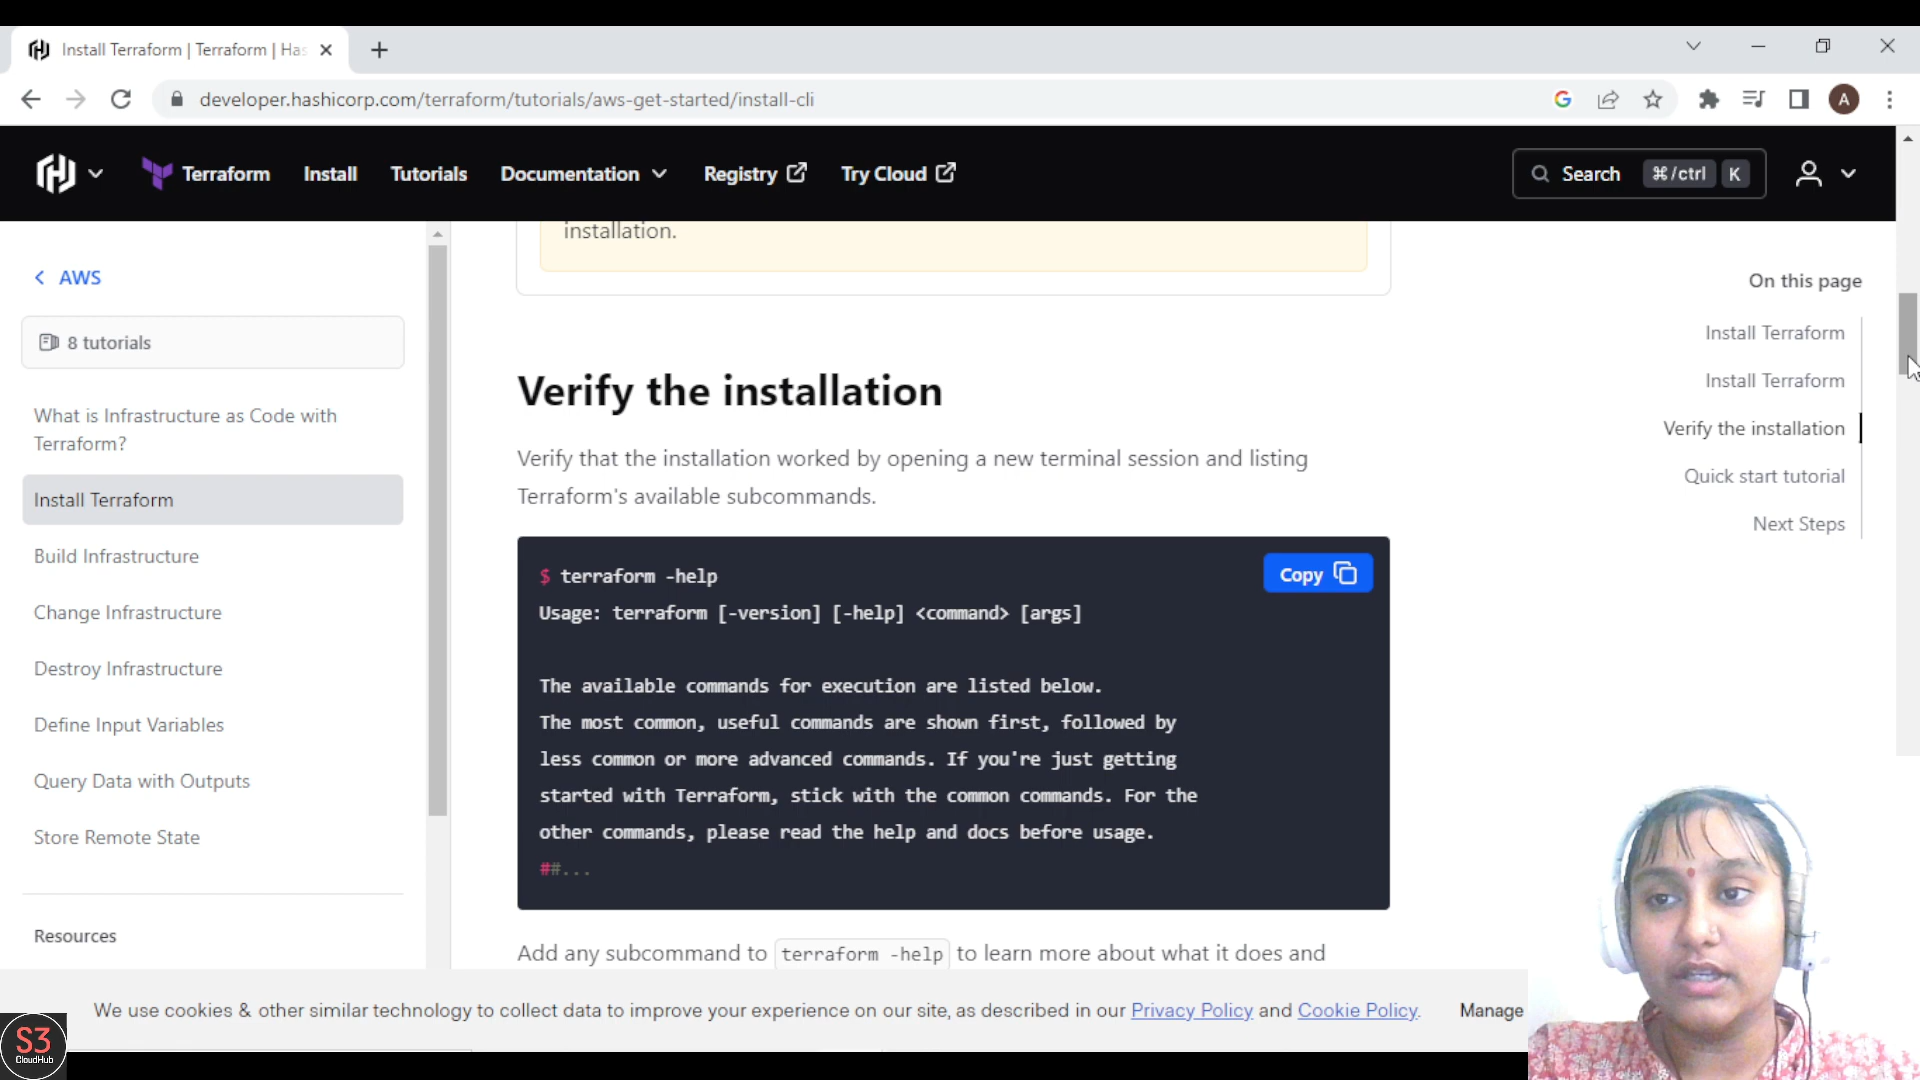 Install Terraform | Terraform | Has
developer.hashicorp.com/terraform/tutorials/aws-get-started/install-cli
A
Terraform
Install
Tutorials
Documentation
Registry
Try Cloud
Search
⌘/ctrl
K
AWS
8 tutorials
What is Infrastructure as Code with
Terraform?
Install Terraform
Build Infrastructure
Change Infrastructure
Destroy Infrastructure
Define Input Variables
Query Data with Outputs
Store Remote State
Resources
installation.
Verify the installation
Verify that the installation worked by opening a new terminal session and listing
Terraform's available subcommands.
$ terraform -help
Copy
Usage: terraform [-version] [-help] <command> [args]
The available commands for execution are listed below.
The most common, useful commands are shown first, followed by
less common or more advanced commands. If you're just getting
started with Terraform, stick with the common commands. For the
other commands, please read the help and docs before usage.
##...
Add any subcommand to terraform -help to learn more about what it does and
On this page
Install Terraform
Install Terraform
Verify the installation
Quick start tutorial
Next Steps
We use cookies & other similar technology to collect data to improve your experience on our site, as described in our Privacy Policy and Cookie Policy.
Manage
S3
CloudHub